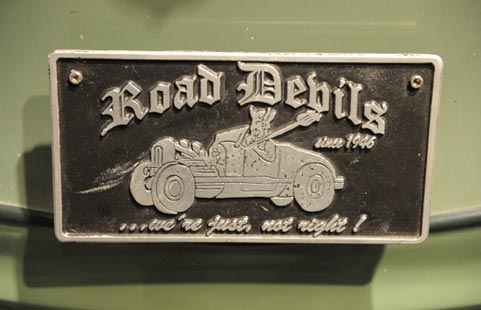 Road Devils
since 1946
...we're just, not right !